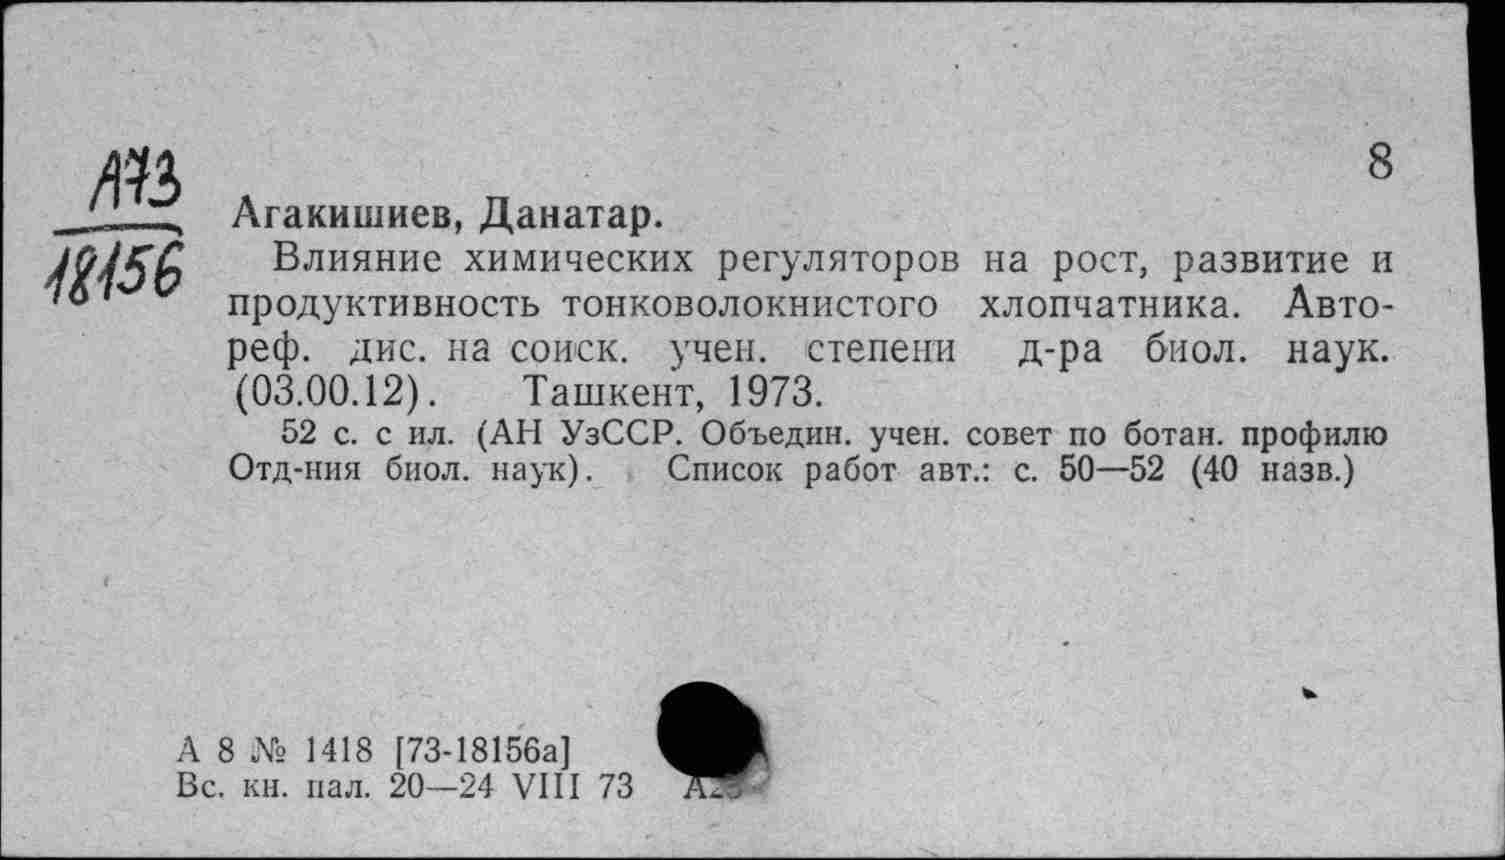 8
А73
18156
Агакишиев, Данатар.
Влияние химических регуляторов на рост, развитие и
продуктивность тонковолокнистого хлопчатника. Авто-
реф. дис. на соиск. учен. степени д-ра биол. наук.
(03.00.12). Ташкент, 1973.
52 с. с ил. (АН УзССР. Объедин. учен. совет по ботан. профилю
Отд-ния биол. наук). Список работ авт.: с. 50—52 (40 назв.)
А 8 № 1418 [73-18156а]
Вс. кн. пал. 20—24 VIII 73